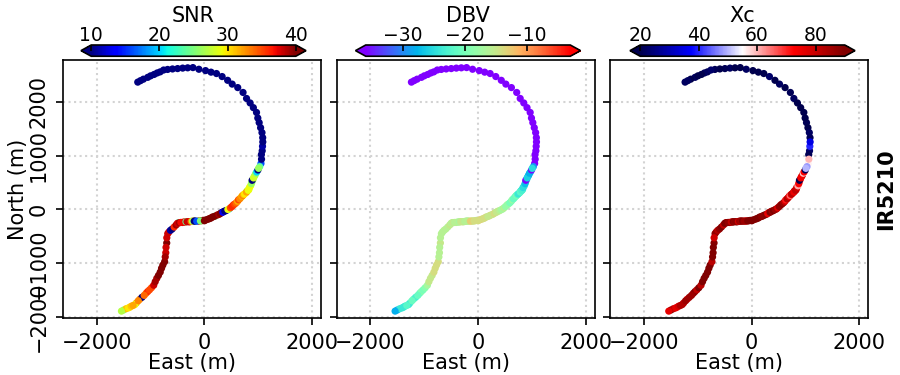 SNR DBV Xc
10 20 30 40 −30 −20 −10 20 40 60 80
North (m)
2000
1000
0
−1000
−2000
−2000 0 2000 −2000 0 2000 −2000 0 2000
East (m) East (m) East (m)
IR5210